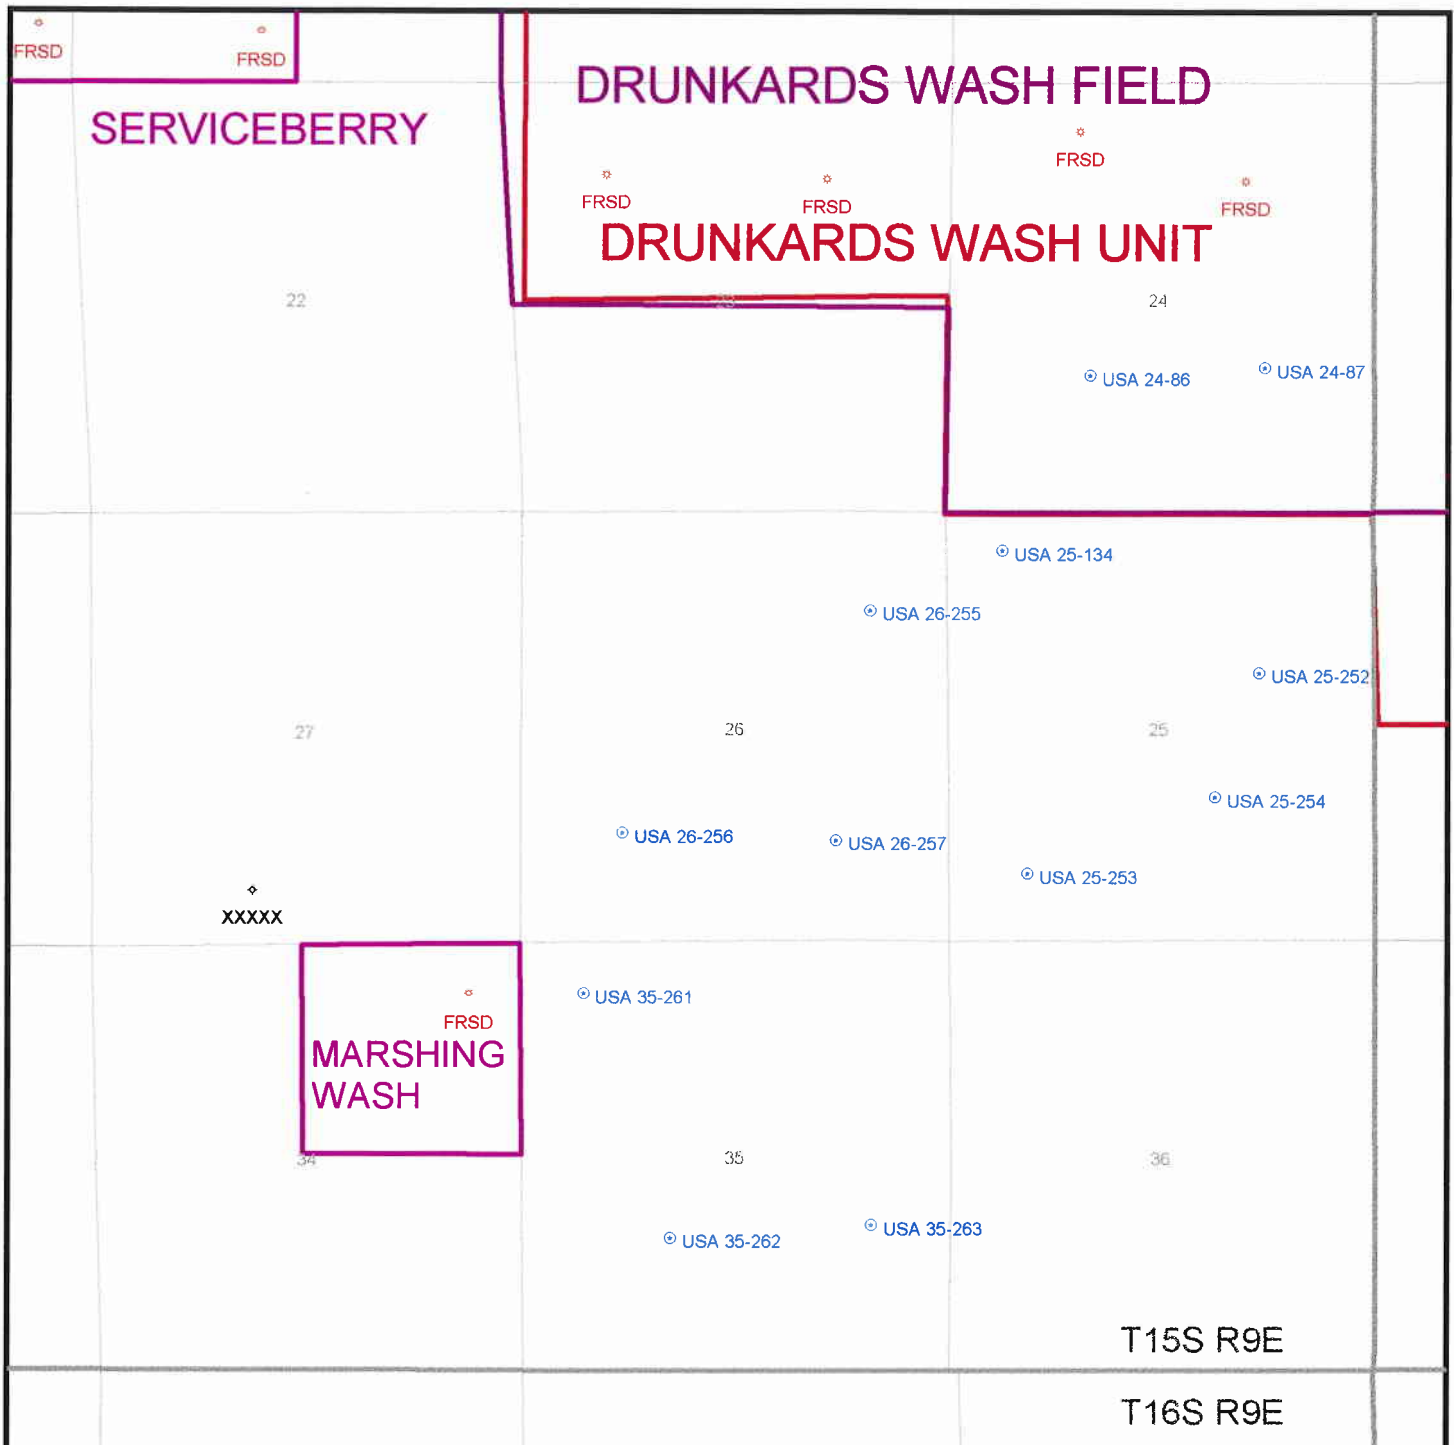 FRSD
FRSD
DRUNKARDS WASH FIELD
SERVICEBERRY
FRSD
FRSD
FRSD
FRSD
DRUNKARDS WASH UNIT
22
23
24
USA 24-86
USA 24-87
USA 25-134
USA 26-255
USA 25-252
27
26
25
USA 25-254
USA 26-256
USA 26-257
USA 25-253
XXXXX
USA 35-261
FRSD
MARSHING
WASH
34
35
36
USA 35-262
USA 35-263
T15S R9E
T16S R9E